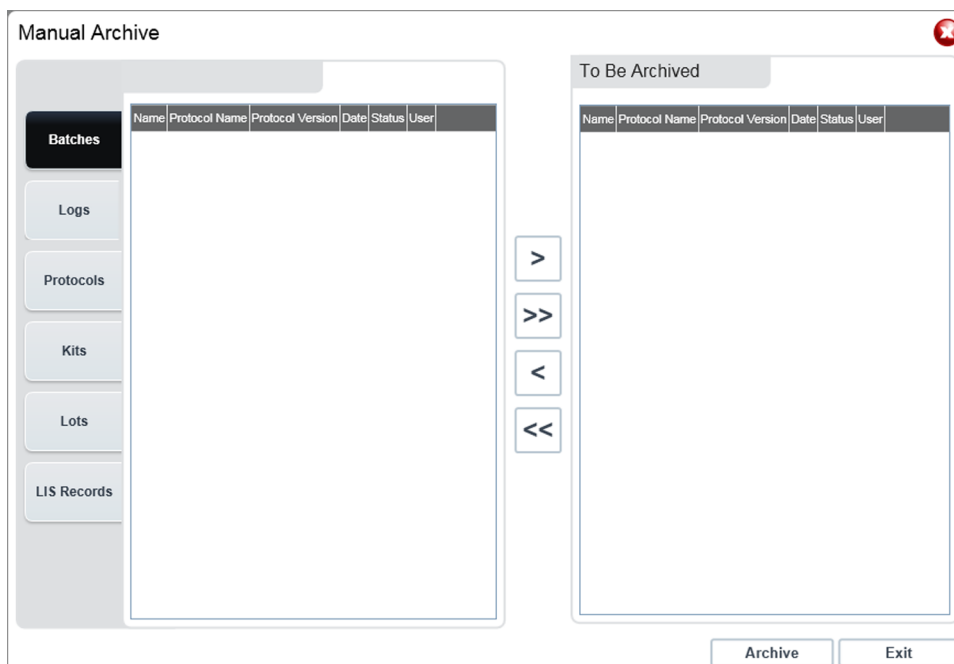 Manual Archive
To Be Archived
Name Protocol Name Protocol Version Date Status User
Name Protocol Name Protocol Version Date Status User
Batches
Logs
Protocols
Kits
Lots
LIS Records
>
>>
<
<<
Archive Exit